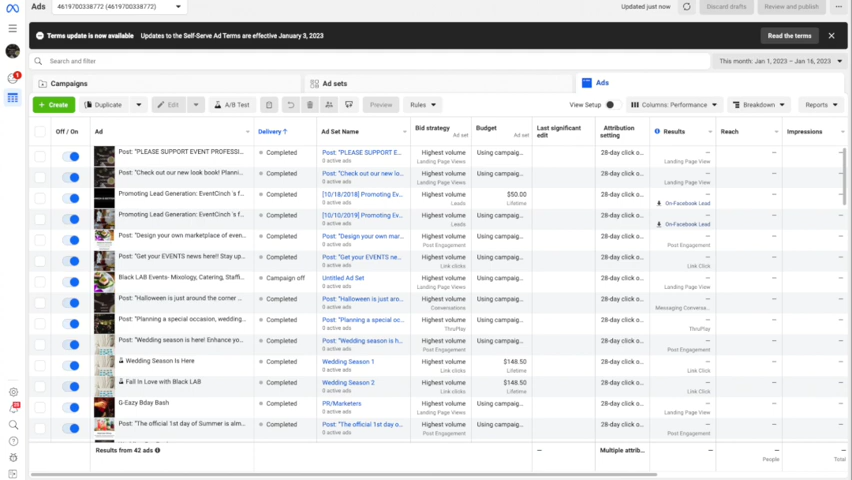 Ads
4619700338772 (4619700338772)
Updated just now
Discard drafts
Review and publish
Terms update is now available Updates to the Self-Serve Ad Terms are effective January 3, 2023
Read the terms
Search and filter
This month: Jan 1, 2023 – Jan 16, 2023
1
Campaigns
Ad sets
Ads
+ Create
Duplicate
Edit
A/B Test
Preview
Rules
View Setup
Columns: Performance
Breakdown
Reports
Off / On
Ad
Delivery ↑
Ad Set Name
Bid strategy
Ad set
Budget
Ad set
Last significant edit
Attribution setting
Results
Reach
Impressions
Post: "PLEASE SUPPORT EVENT PROFESSI...
Completed
Post: "PLEASE SUPPORT E...
0 active ads
Highest volume
Landing Page Views
Using campaig...
28-day click o...
—
Landing Page View
Post: "Check out our new look book! Planni...
Completed
Post: "Check out our new lo...
0 active ads
Highest volume
Landing Page Views
Using campaig...
28-day click o...
—
Landing Page View
Promoting Lead Generation: EventCinch 's f...
Completed
[10/18/2018] Promoting Ev...
0 active ads
Highest volume
Leads
$50.00
Lifetime
28-day click o...
—
On-Facebook Lead
Promoting Lead Generation: EventCinch 's f...
Completed
[10/10/2019] Promoting Ev...
0 active ads
Highest volume
Leads
Using campaig...
28-day click o...
—
On-Facebook Lead
Post: "Design your own marketplace of even...
Completed
Post: "Design your own mar...
0 active ads
Highest volume
Post Engagement
Using campaig...
28-day click o...
—
Post Engagement
Post: "Get your EVENTS news here!! Stay up...
Completed
Post: "Get your EVENTS ne...
0 active ads
Highest volume
Link clicks
Using campaig...
28-day click o...
—
Link Click
Black LAB Events- Mixology, Catering, Staffi...
Campaign off
Untitled Ad Set
0 active ads
Highest volume
Landing Page Views
Using campaig...
28-day click o...
—
Landing Page View
Post: "Halloween is just around the corner ...
Completed
Post: "Halloween is just aro...
0 active ads
Highest volume
Conversations
Using campaig...
28-day click o...
—
Messaging Conversa...
Post: "Planning a special occasion, wedding...
Completed
Post: "Planning a special oc...
0 active ads
Highest volume
ThruPlay
Using campaig...
28-day click o...
—
ThruPlay
Post: "Wedding season is here! Enhance yo...
Completed
Post: "Wedding season is h...
0 active ads
Highest volume
Post Engagement
Using campaig...
28-day click o...
—
Post Engagement
Wedding Season Is Here
Completed
Wedding Season 1
0 active ads
Highest volume
Link clicks
$148.50
Lifetime
28-day click o...
—
Link Click
Fall In Love with Black LAB
Completed
Wedding Season 2
0 active ads
Highest volume
Link clicks
$148.50
Lifetime
28-day click o...
—
Link Click
G-Eazy Bday Bash
Completed
PR/Marketers
0 active ads
Highest volume
Landing Page Views
Using campaig...
28-day click o...
—
Landing Page View
Post: "The official 1st day of Summer is alm...
Completed
Post: "The official 1st day o...
0 active ads
Highest volume
Post Engagement
Using campaig...
28-day click o...
—
Post Engagement
Results from 42 ads
—
Multiple attrib...
—
People
—
Total